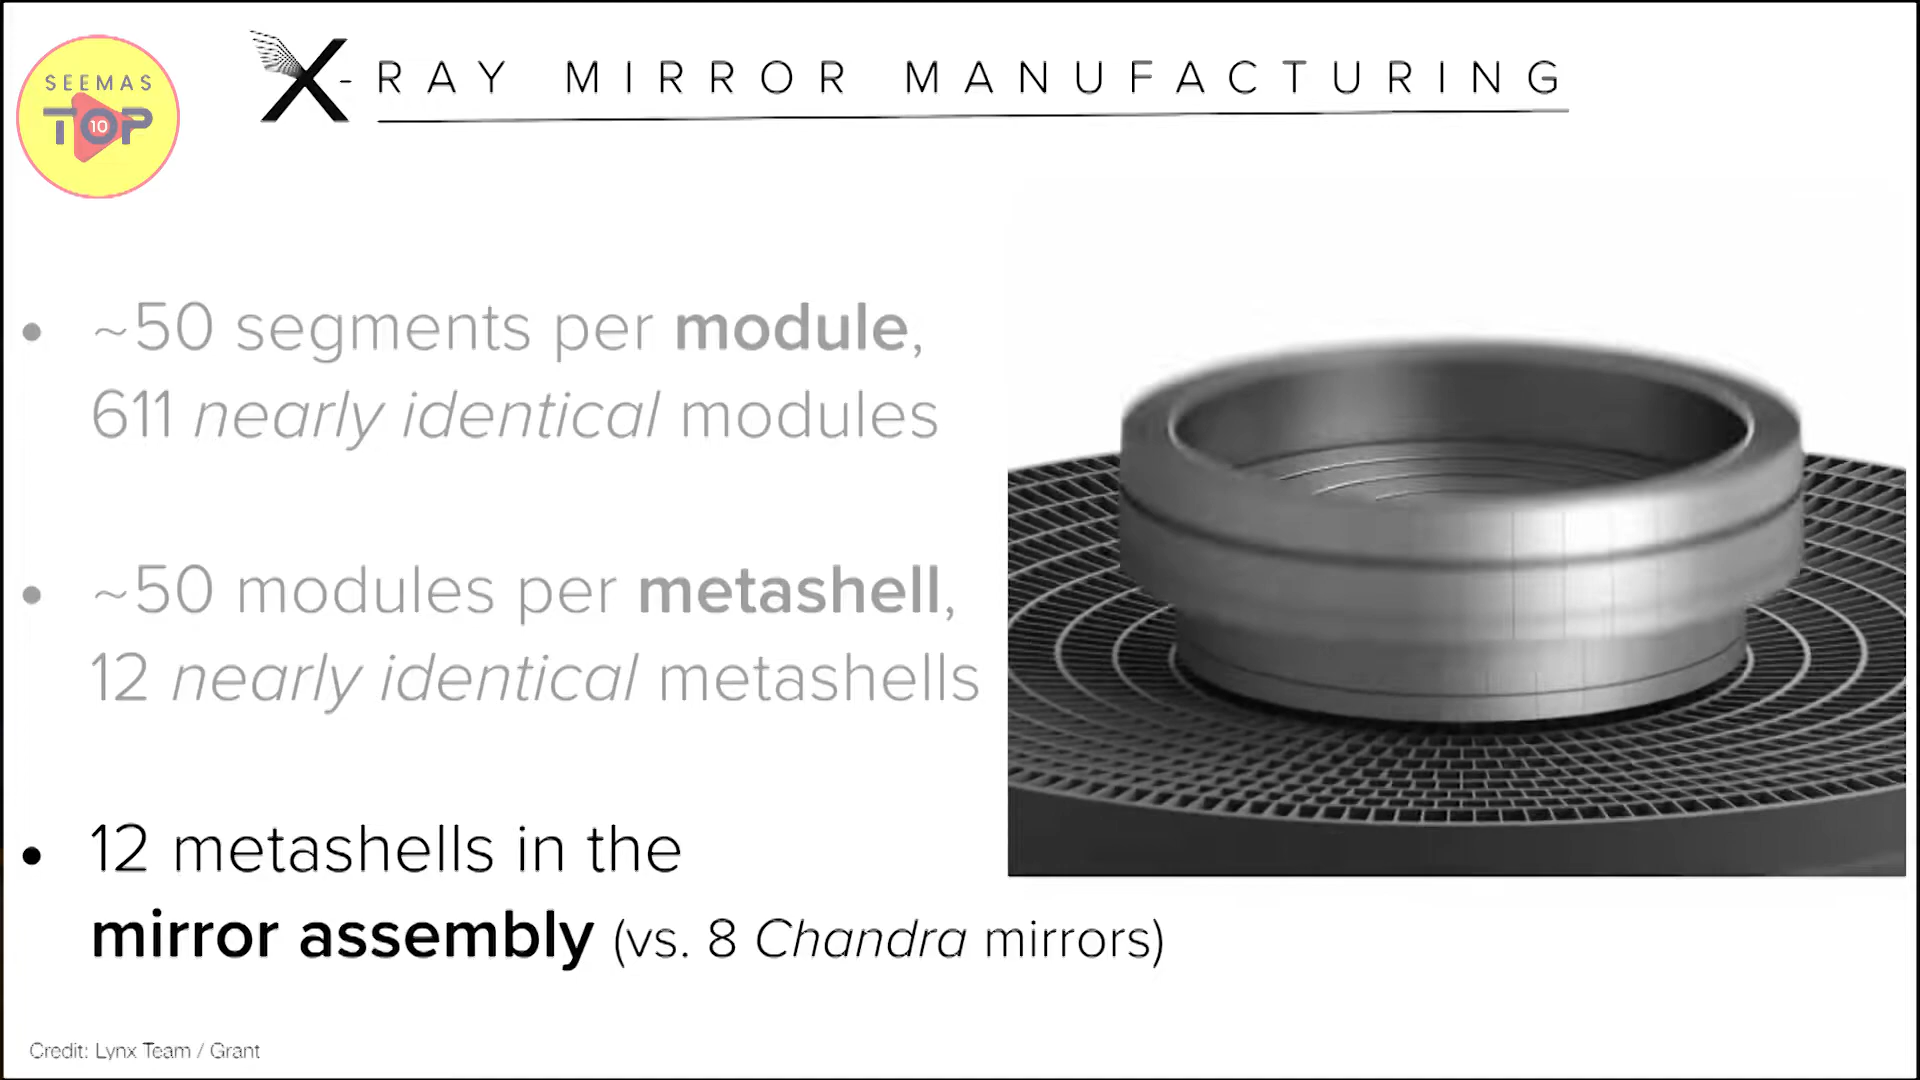 SEEMAS
TOP
10
X-RAY MIRROR MANUFACTURING
• ~50 segments per module,
611 nearly identical modules
• ~50 modules per metashell,
12 nearly identical metashells
• 12 metashells in the
mirror assembly (vs. 8 Chandra mirrors)
Credit: Lynx Team / Grant